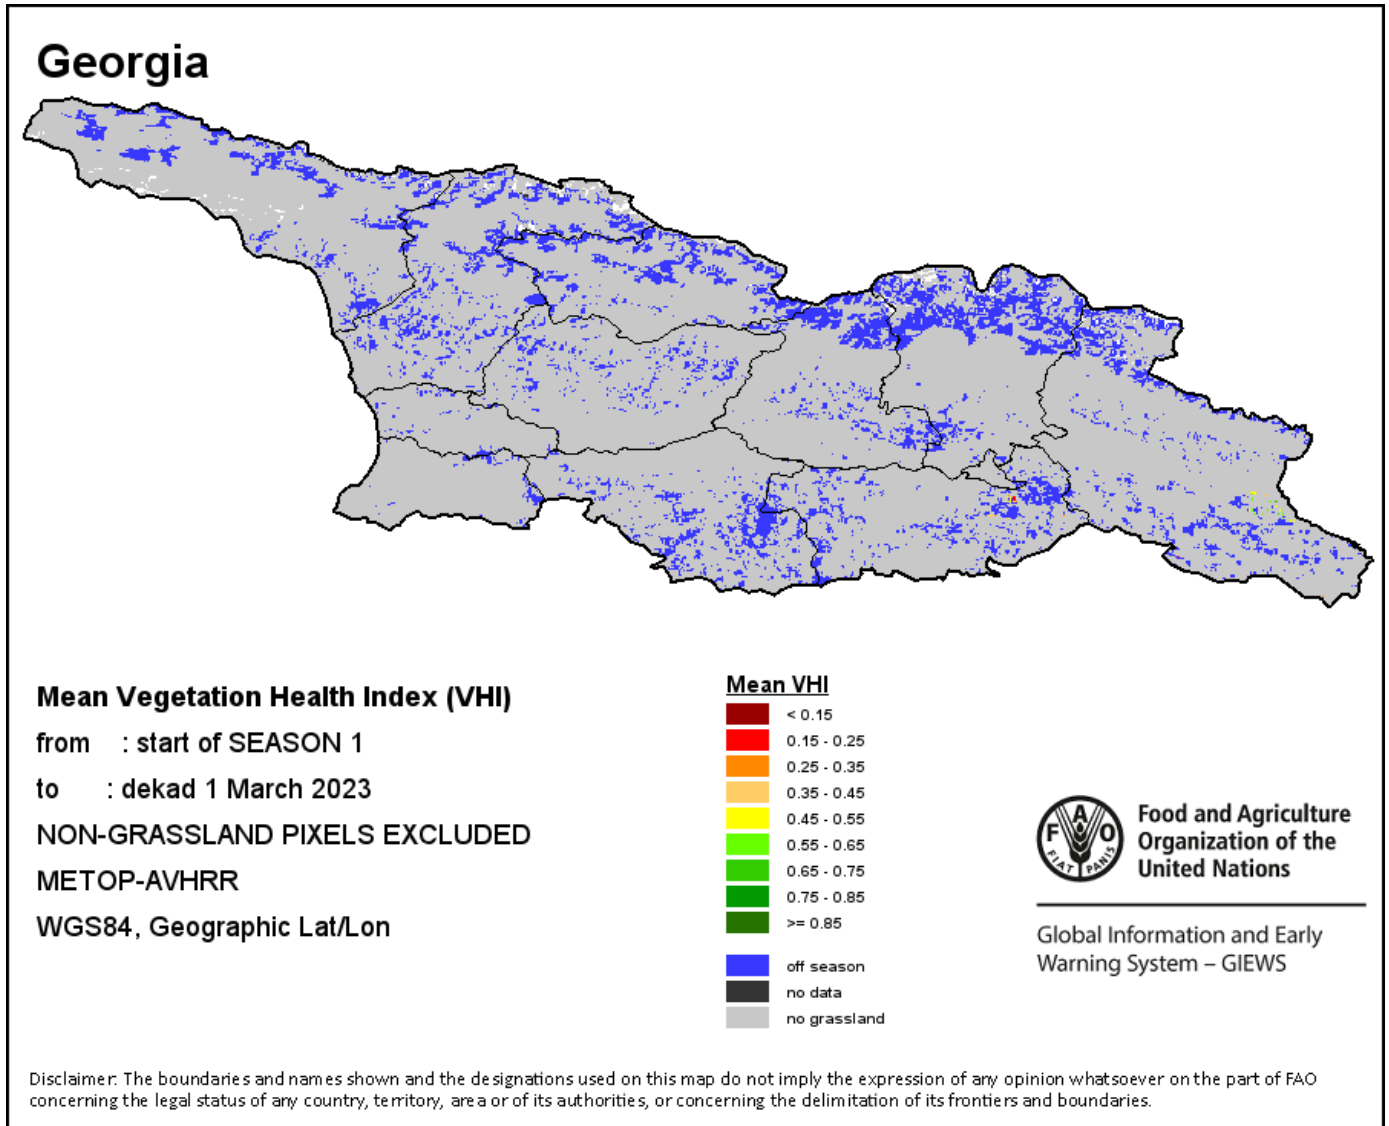 Georgia
Mean Vegetation Health Index (VHI)
from : start of SEASON 1
to : dekad 1 March 2023
NON-GRASSLAND PIXELS EXCLUDED
METOP-AVHRR
WGS84, Geographic Lat/Lon
Mean VHI
< 0.15
0.15 - 0.25
0.25 - 0.35
0.35 - 0.45
0.45 - 0.55
0.55 - 0.65
0.65 - 0.75
0.75 - 0.85
>= 0.85
off season
no data
no grassland
F A O
FIAT PANIS
Food and Agriculture
Organization of the
United Nations
Global Information and Early
Warning System – GIEWS
Disclaimer: The boundaries and names shown and the designations used on this map do not imply the expression of any opinion whatsoever on the part of FAO
concerning the legal status of any country, territory, area or of its authorities, or concerning the delimitation of its frontiers and boundaries.